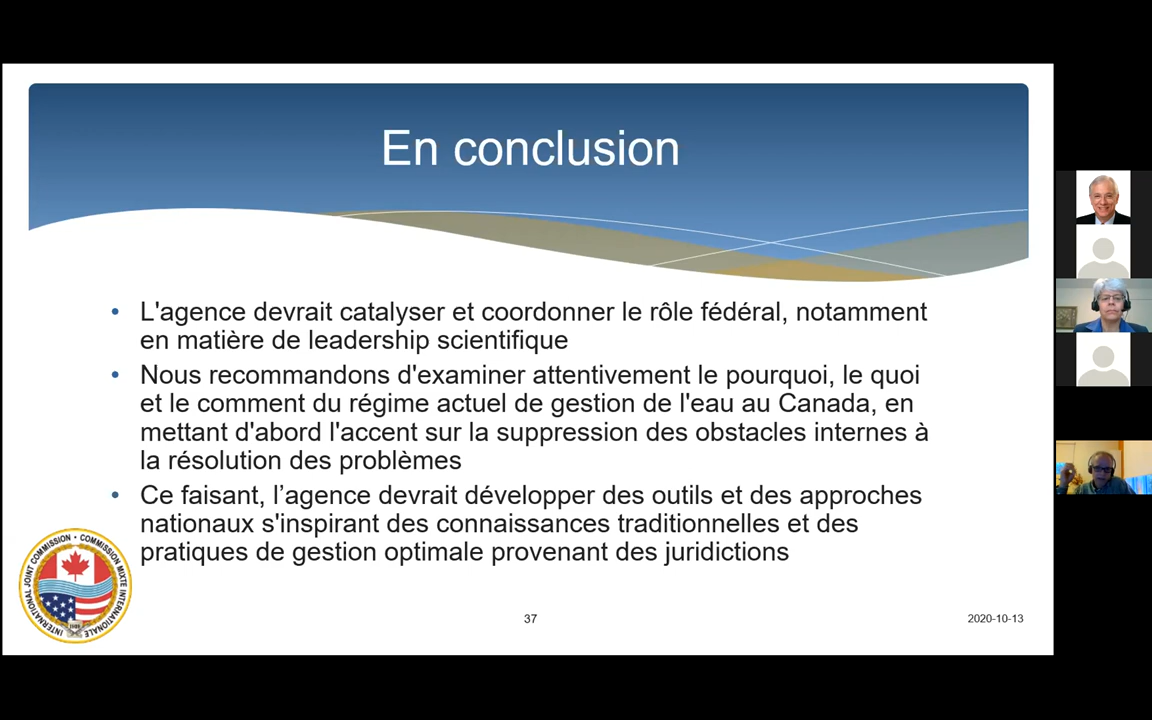 En conclusion
• L'agence devrait catalyser et coordonner le rôle fédéral, notamment
en matière de leadership scientifique
• Nous recommandons d'examiner attentivement le pourquoi, le quoi
et le comment du régime actuel de gestion de l'eau au Canada, en
mettant d'abord l'accent sur la suppression des obstacles internes à
la résolution des problèmes
• Ce faisant, l’agence devrait développer des outils et des approches
nationaux s'inspirant des connaissances traditionnelles et des
pratiques de gestion optimale provenant des juridictions
INTERNATIONAL JOINT COMMISSION • COMMISSION MIXTE INTERNATIONALE
37
2020-10-13